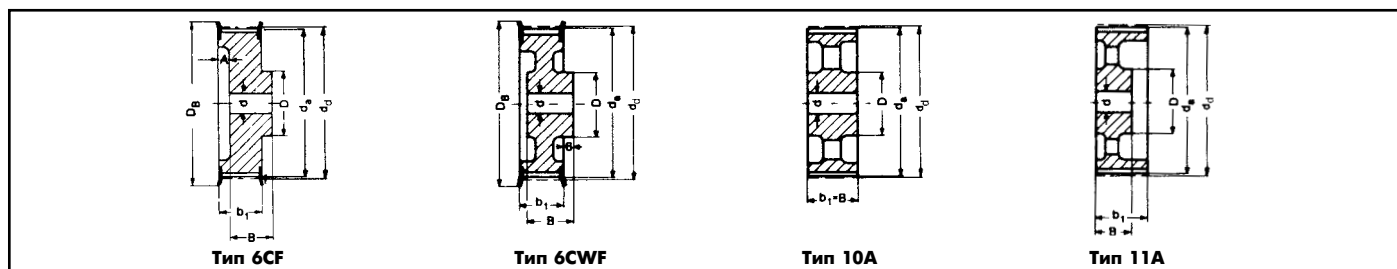 D_B A d D d_a d_d
b_1
B
Тип 6CF
D_B d D d_a d_d
B
b_1
B
Тип 6CWF
d D d_a d_d
b_1=B
Тип 10A
d D d_a d_d
b_1
B
Тип 11A